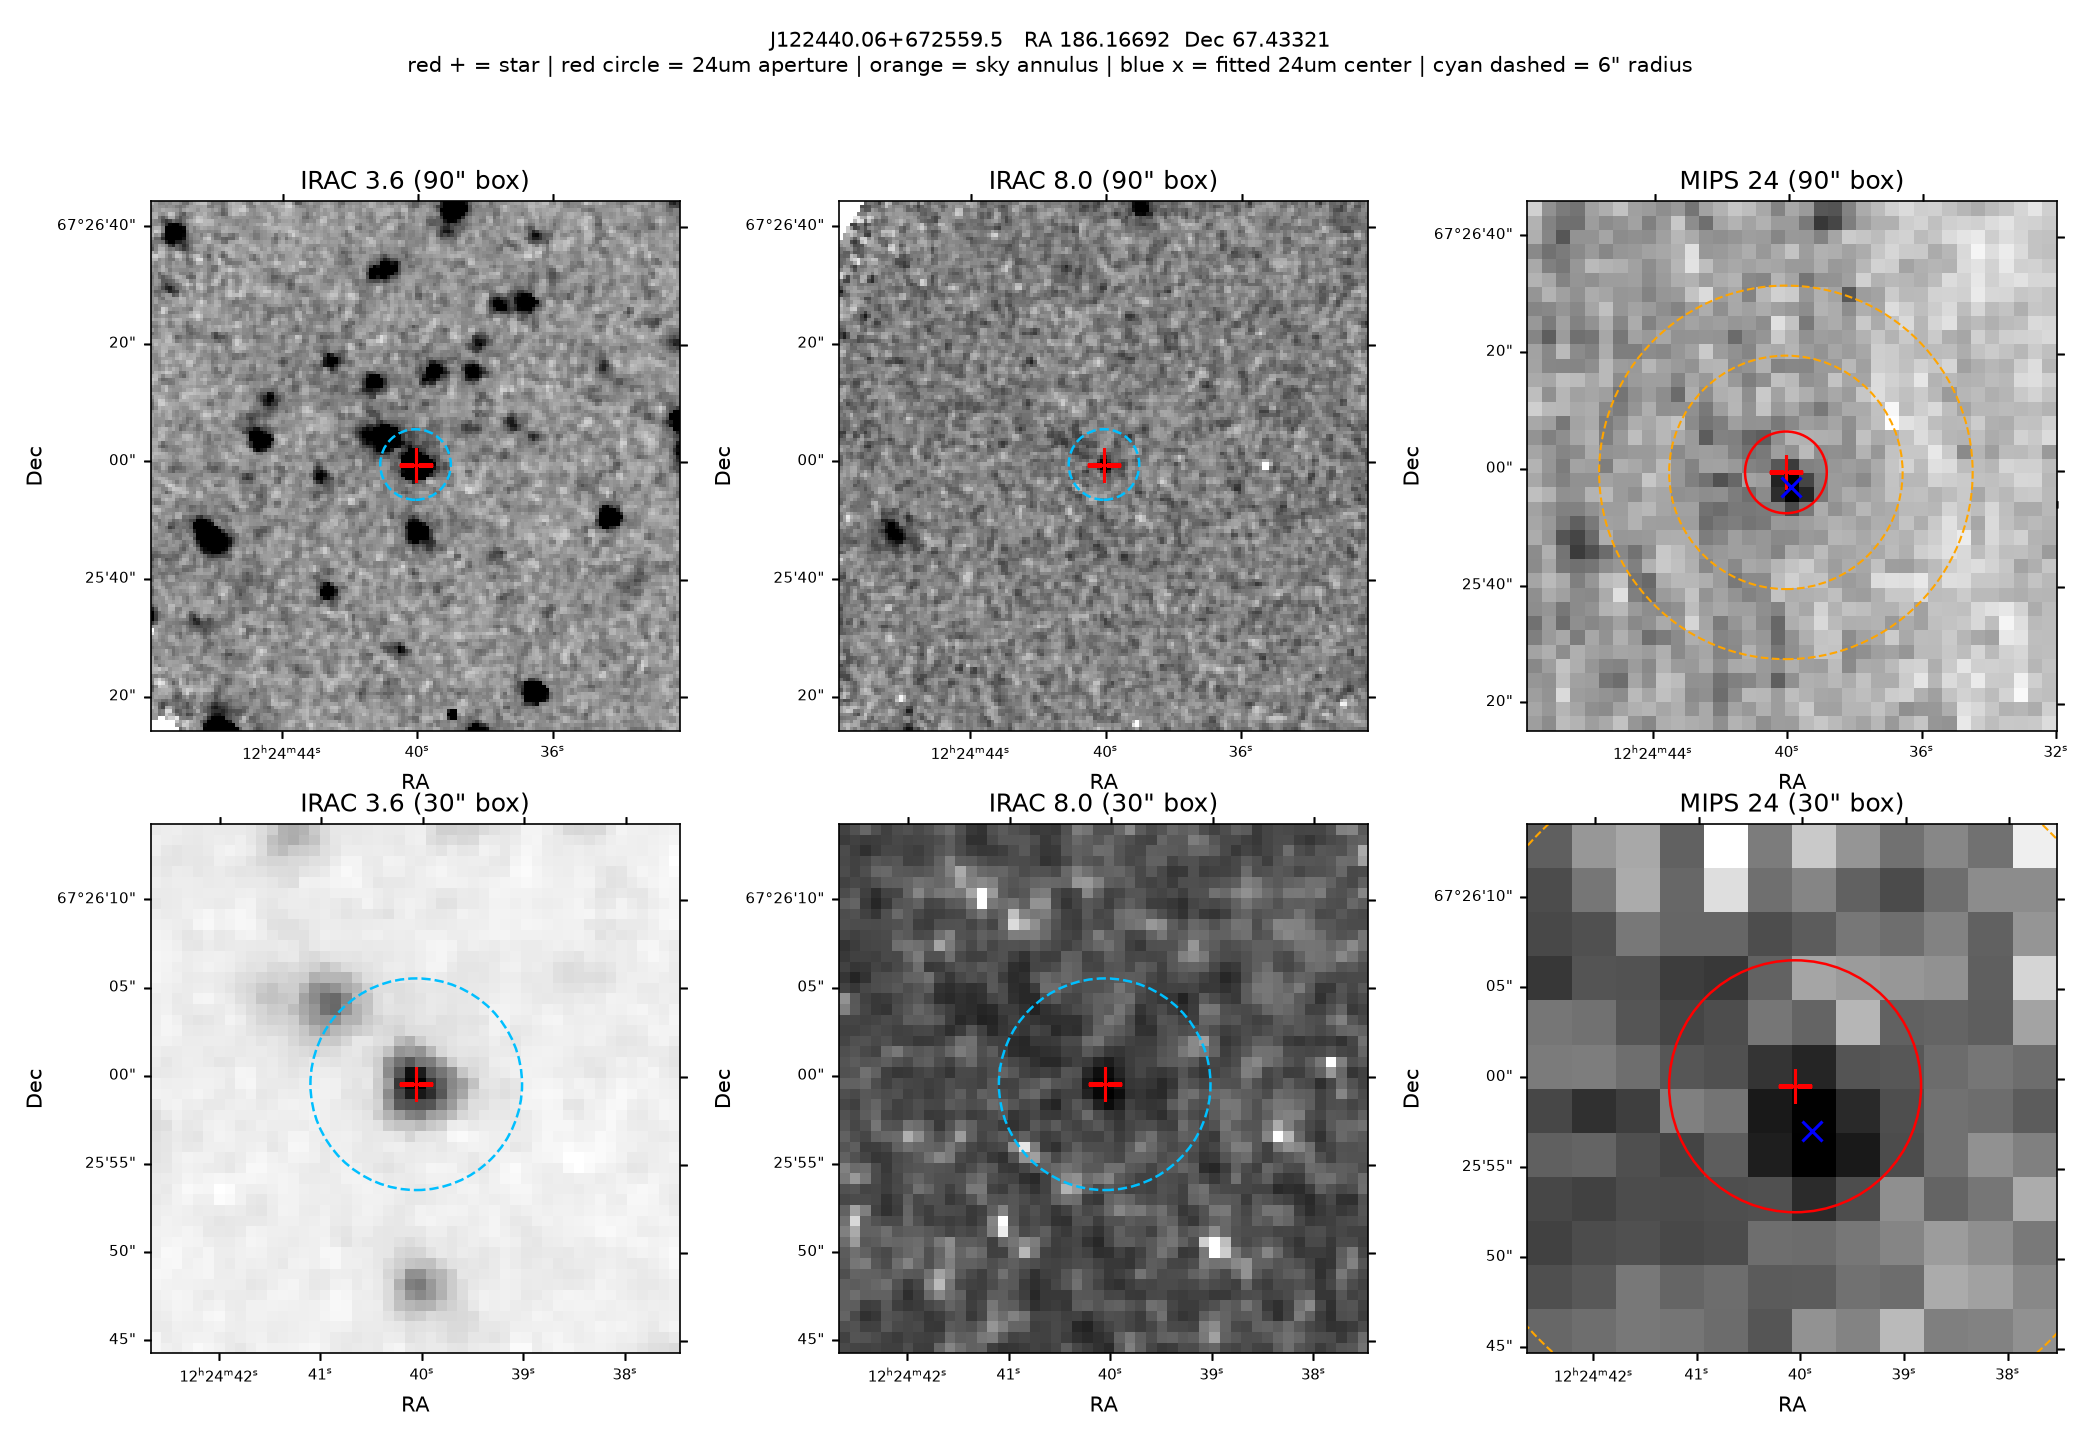 J122440.06+672559.5   RA 186.16692  Dec 67.43321
red + = star | red circle = 24um aperture | orange = sky annulus | blue x = fitted 24um center | cyan dashed = 6" radius
IRAC 3.6 (90" box)
67°26'40"
20"
00"
25'40"
20"
Dec
12ʰ24ᵐ44ˢ
40ˢ
36ˢ
RA
IRAC 8.0 (90" box)
67°26'40"
20"
00"
25'40"
20"
Dec
12ʰ24ᵐ44ˢ
40ˢ
36ˢ
RA
MIPS 24 (90" box)
67°26'40"
20"
00"
25'40"
20"
Dec
12ʰ24ᵐ44ˢ
40ˢ
36ˢ
32ˢ
RA
IRAC 3.6 (30" box)
67°26'10"
05"
00"
25'55"
50"
45"
Dec
12ʰ24ᵐ42ˢ
41ˢ
40ˢ
39ˢ
38ˢ
RA
IRAC 8.0 (30" box)
67°26'10"
05"
00"
25'55"
50"
45"
Dec
12ʰ24ᵐ42ˢ
41ˢ
40ˢ
39ˢ
38ˢ
RA
MIPS 24 (30" box)
67°26'10"
05"
00"
25'55"
50"
45"
Dec
12ʰ24ᵐ42ˢ
41ˢ
40ˢ
39ˢ
38ˢ
RA